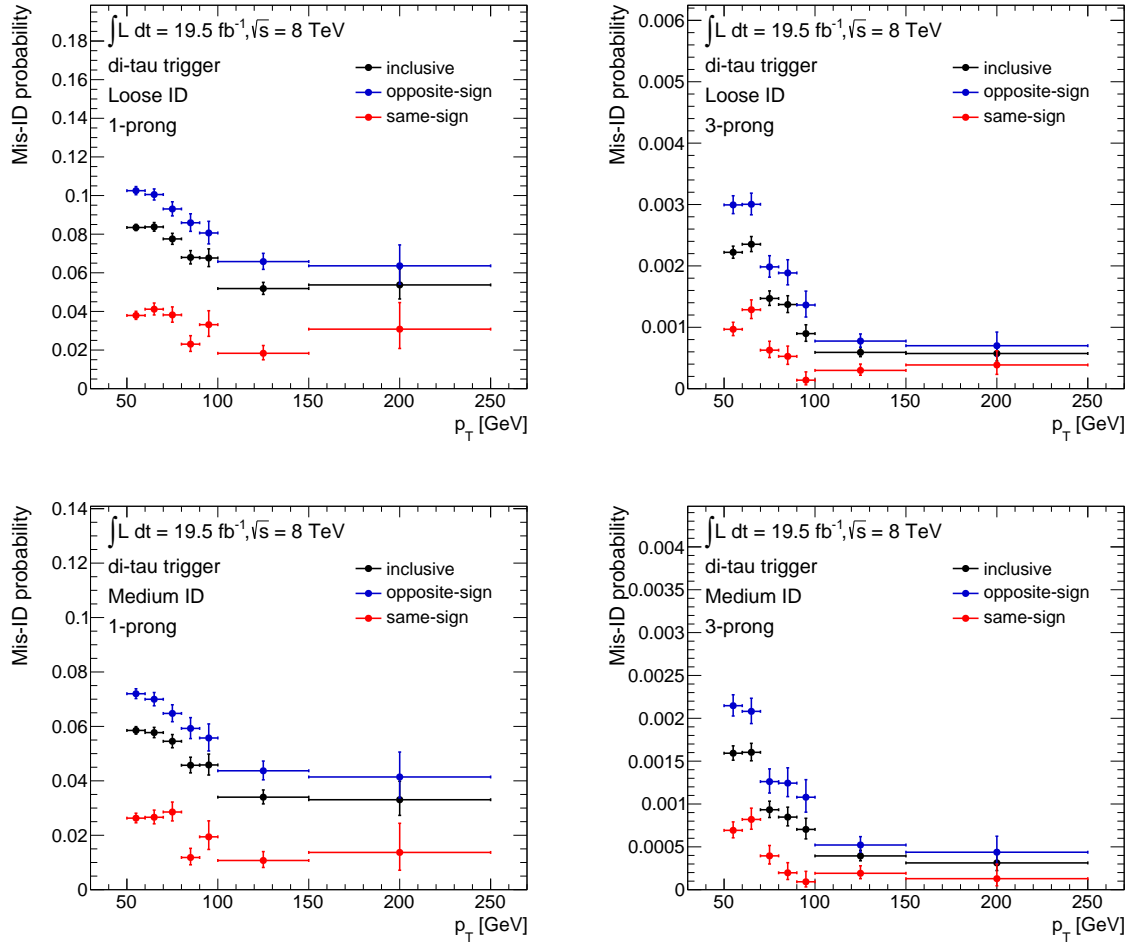 ∫L dt = 19.5 fb⁻¹,√s = 8 TeV
di-tau trigger
Loose ID
1-prong
inclusive
opposite-sign
same-sign
Mis-ID probability
0.18
0.16
0.14
0.12
0.1
0.08
0.06
0.04
0.02
0
50 100 150 200 250
p_T [GeV]
∫L dt = 19.5 fb⁻¹,√s = 8 TeV
di-tau trigger
Loose ID
3-prong
inclusive
opposite-sign
same-sign
Mis-ID probability
0.006
0.005
0.004
0.003
0.002
0.001
0
50 100 150 200 250
p_T [GeV]
∫L dt = 19.5 fb⁻¹,√s = 8 TeV
di-tau trigger
Medium ID
1-prong
inclusive
opposite-sign
same-sign
Mis-ID probability
0.14
0.12
0.1
0.08
0.06
0.04
0.02
0
50 100 150 200 250
p_T [GeV]
∫L dt = 19.5 fb⁻¹,√s = 8 TeV
di-tau trigger
Medium ID
3-prong
inclusive
opposite-sign
same-sign
Mis-ID probability
0.004
0.0035
0.003
0.0025
0.002
0.0015
0.001
0.0005
0
50 100 150 200 250
p_T [GeV]